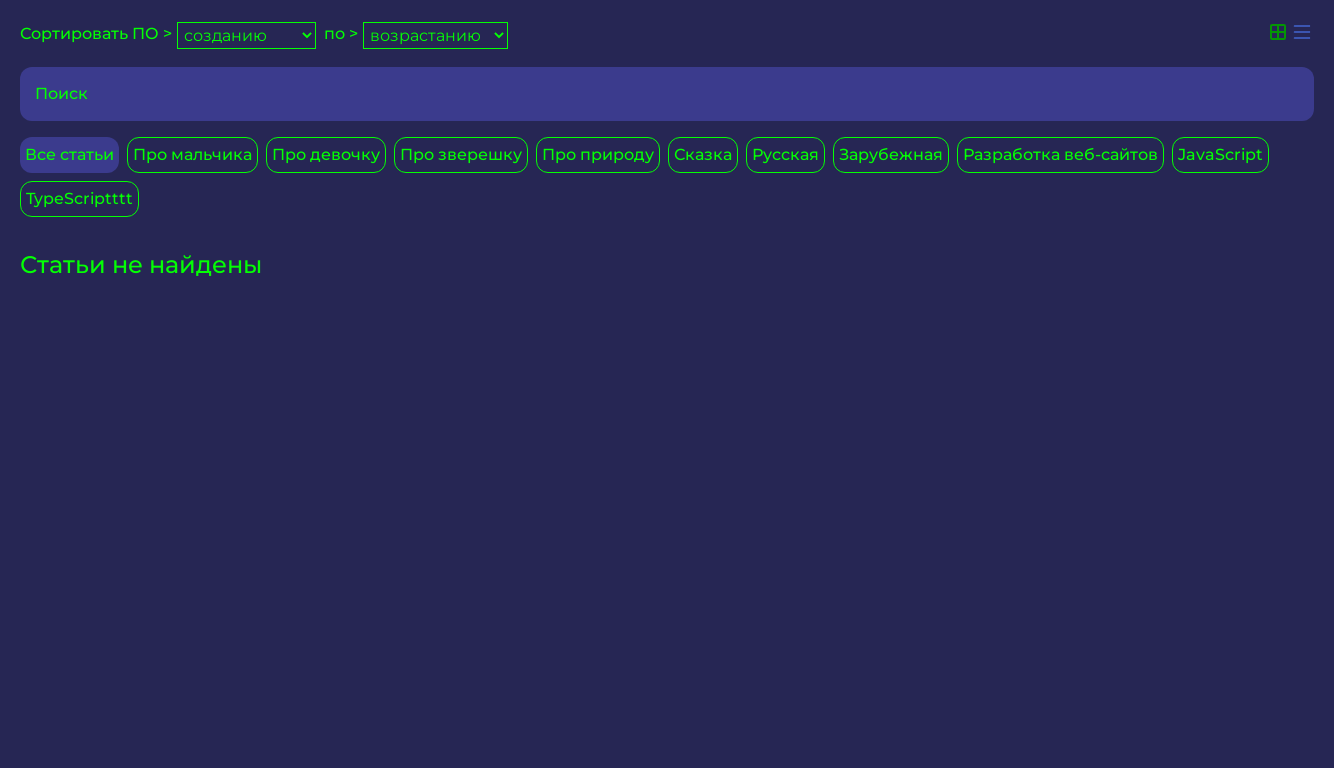 Сортировать ПО > созданию по > возрастанию
Поиск
Все статьи Про мальчика Про девочку Про зверешку Про природу Сказка Русская Зарубежная Разработка веб-сайтов JavaScript
TypeScriptttt
Статьи не найдены